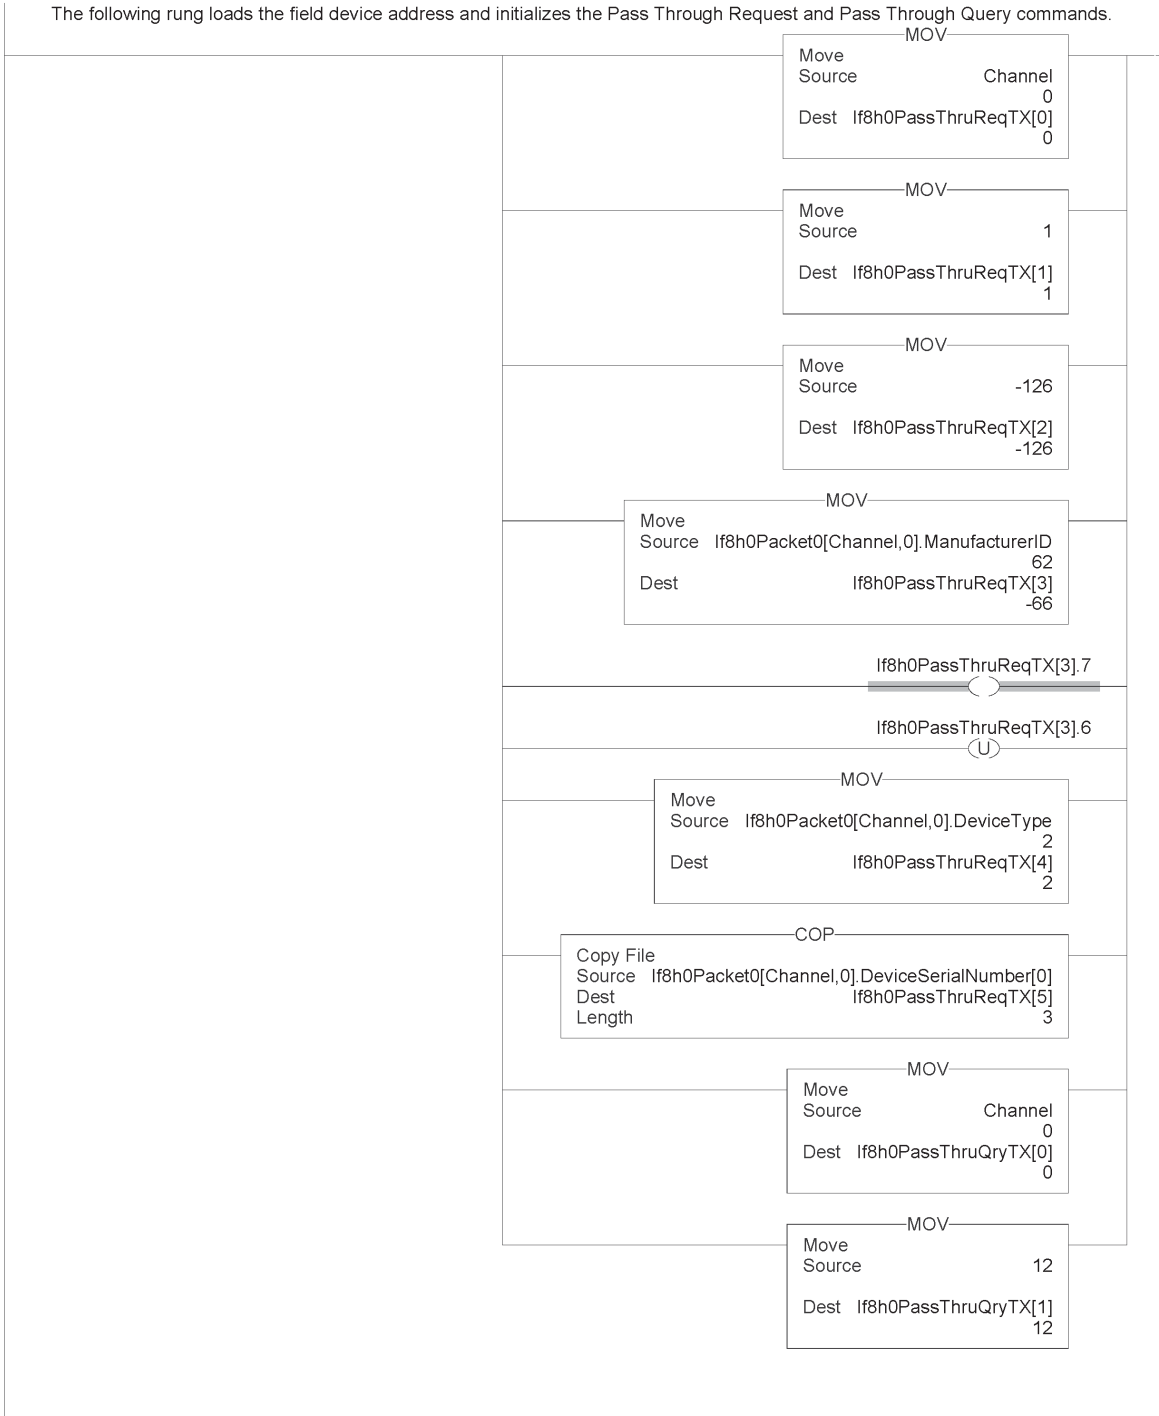 The following rung loads the field device address and initializes the Pass Through Request and Pass Through Query commands.
MOV
Move
Source Channel
0
Dest If8h0PassThruReqTX[0]
0
MOV
Move
Source 1
Dest If8h0PassThruReqTX[1]
1
MOV
Move
Source -126
Dest If8h0PassThruReqTX[2]
-126
MOV
Move
Source If8h0Packet0[Channel,0].ManufacturerID
62
Dest If8h0PassThruReqTX[3]
-66
If8h0PassThruReqTX[3].7
If8h0PassThruReqTX[3].6
U
MOV
Move
Source If8h0Packet0[Channel,0].DeviceType
2
Dest If8h0PassThruReqTX[4]
2
COP
Copy File
Source If8h0Packet0[Channel,0].DeviceSerialNumber[0]
Dest If8h0PassThruReqTX[5]
Length 3
MOV
Move
Source Channel
0
Dest If8h0PassThruQryTX[0]
0
MOV
Move
Source 12
Dest If8h0PassThruQryTX[1]
12